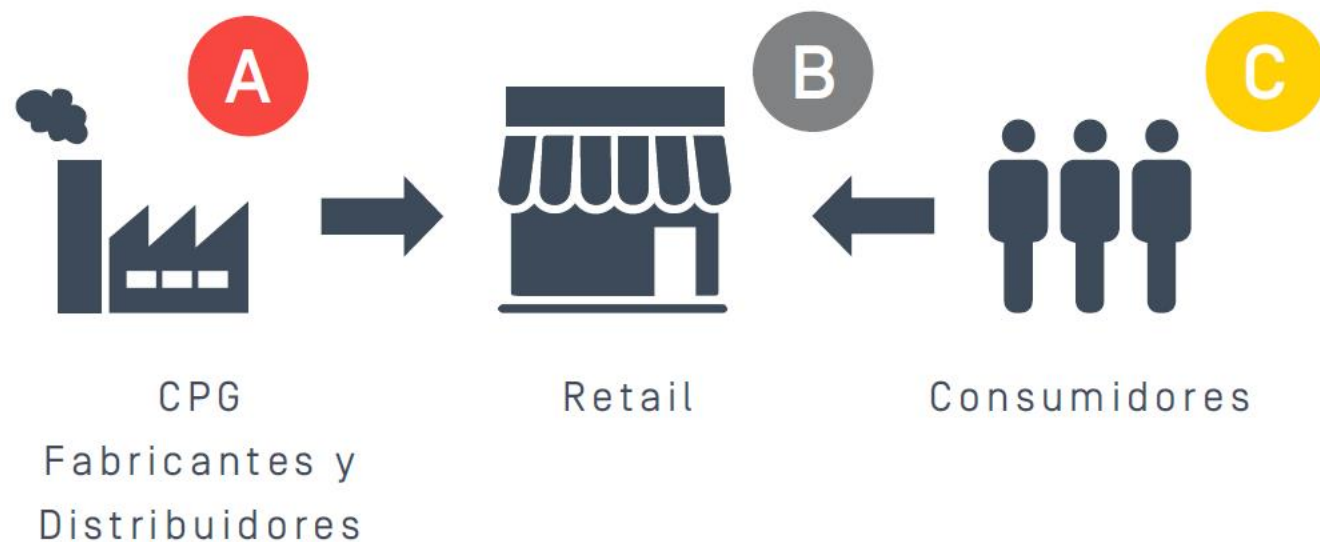 A
B
C
CPG
Fabricantes y
Distribuidores
Retail
Consumidores